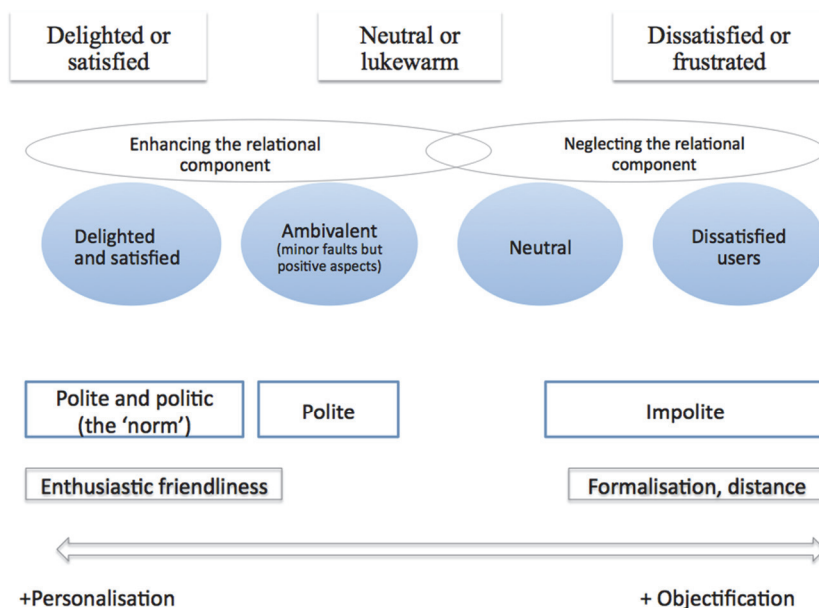 Delighted or
satisfied
Neutral or
lukewarm
Dissatisfied or
frustrated
Enhancing the relational
component
Neglecting the relational
component
Delighted
and satisfied
Ambivalent
(minor faults but
positive aspects)
Neutral
Dissatisfied
users
Polite and politic
(the ‘norm’)
Polite
Impolite
Enthusiastic friendliness
Formalisation, distance
+Personalisation
+ Objectification